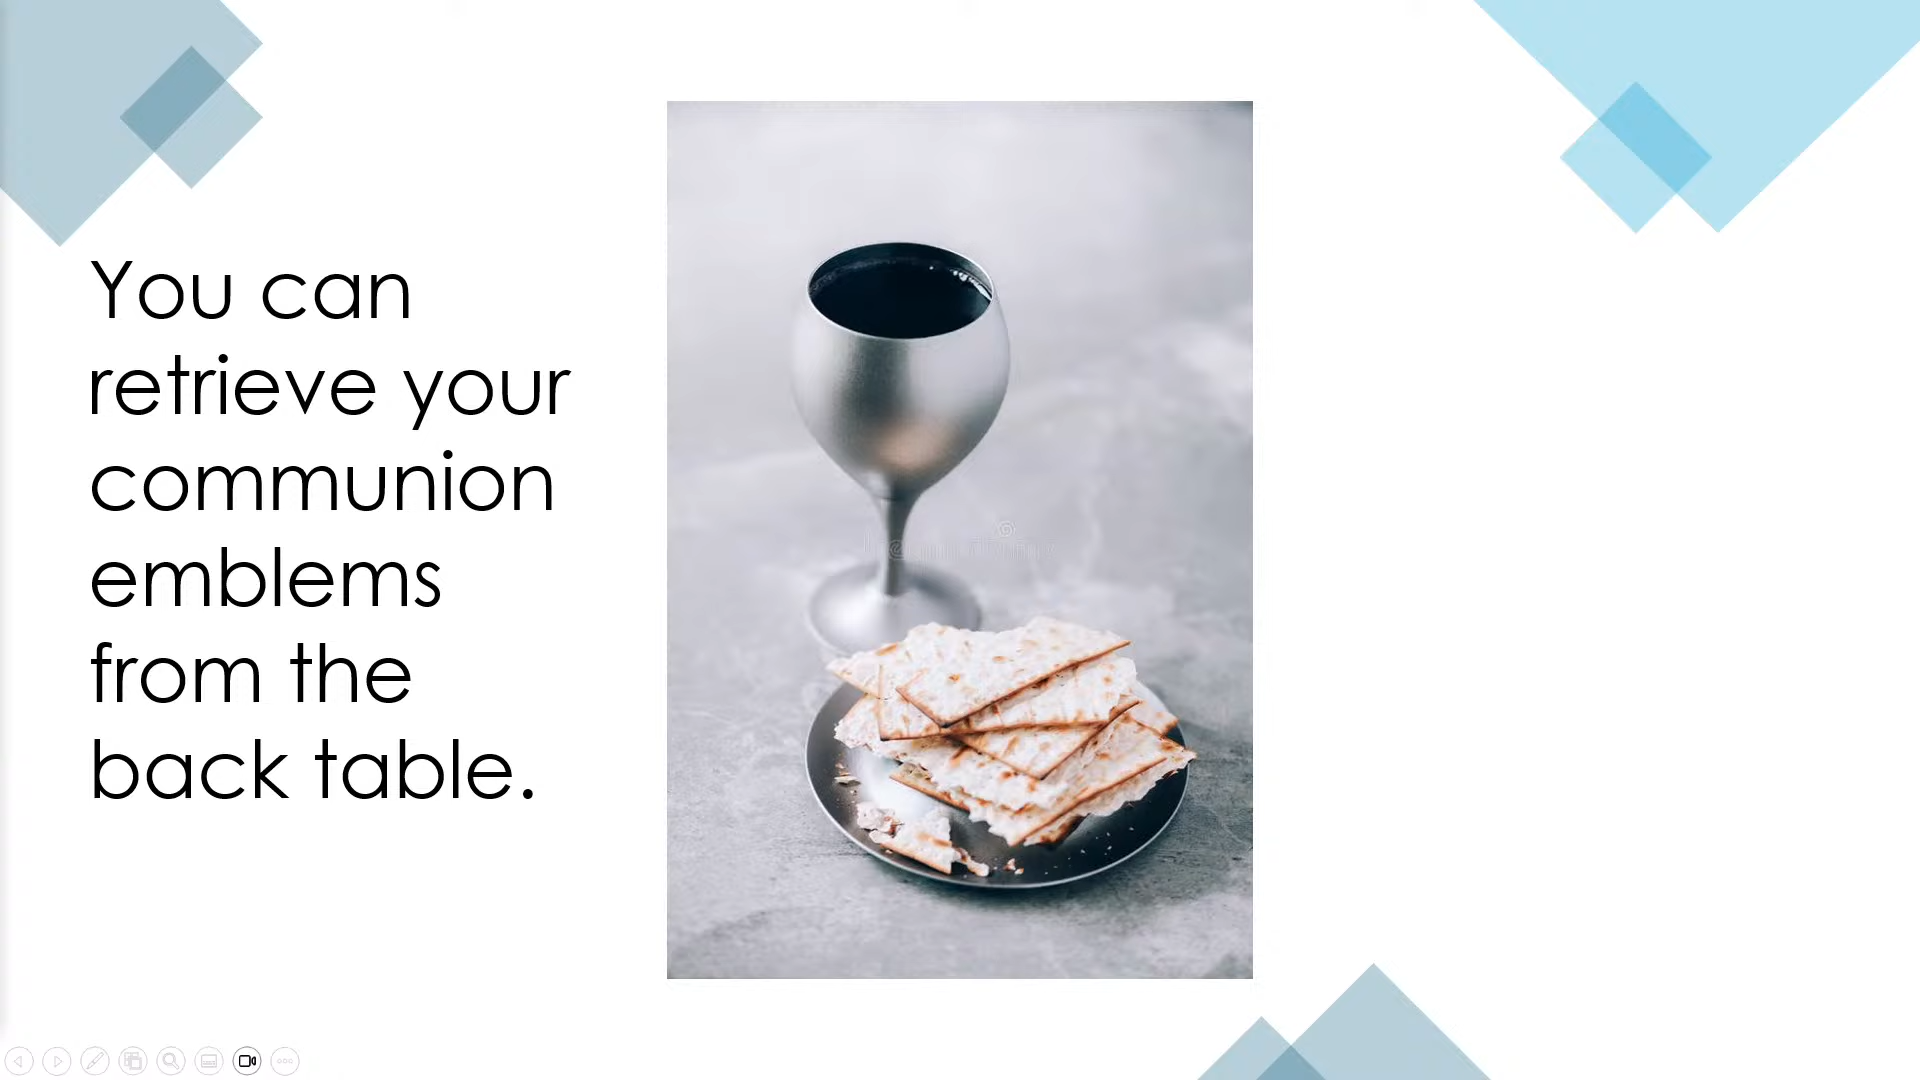 You can
retrieve your
communion
emblems
from the
back table.